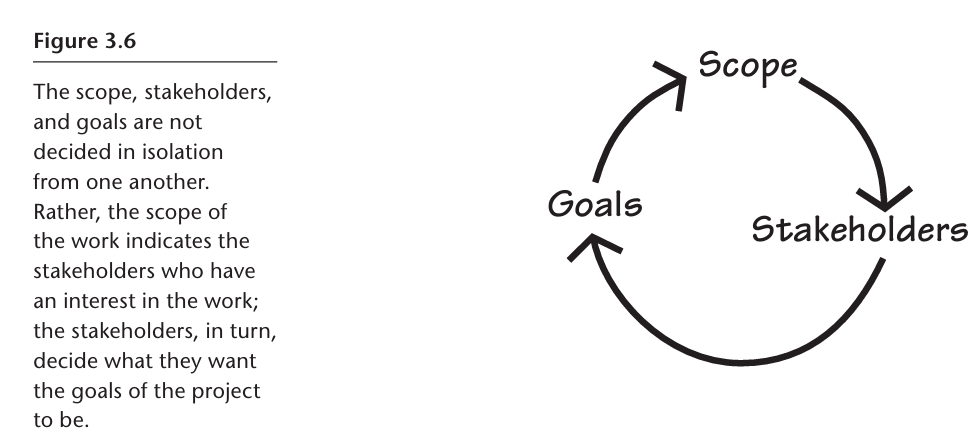 Figure 3.6
The scope, stakeholders,
and goals are not
decided in isolation
from one another.
Rather, the scope of
the work indicates the
stakeholders who have
an interest in the work;
the stakeholders, in turn,
decide what they want
the goals of the project
to be.
Scope
Goals
Stakeholders